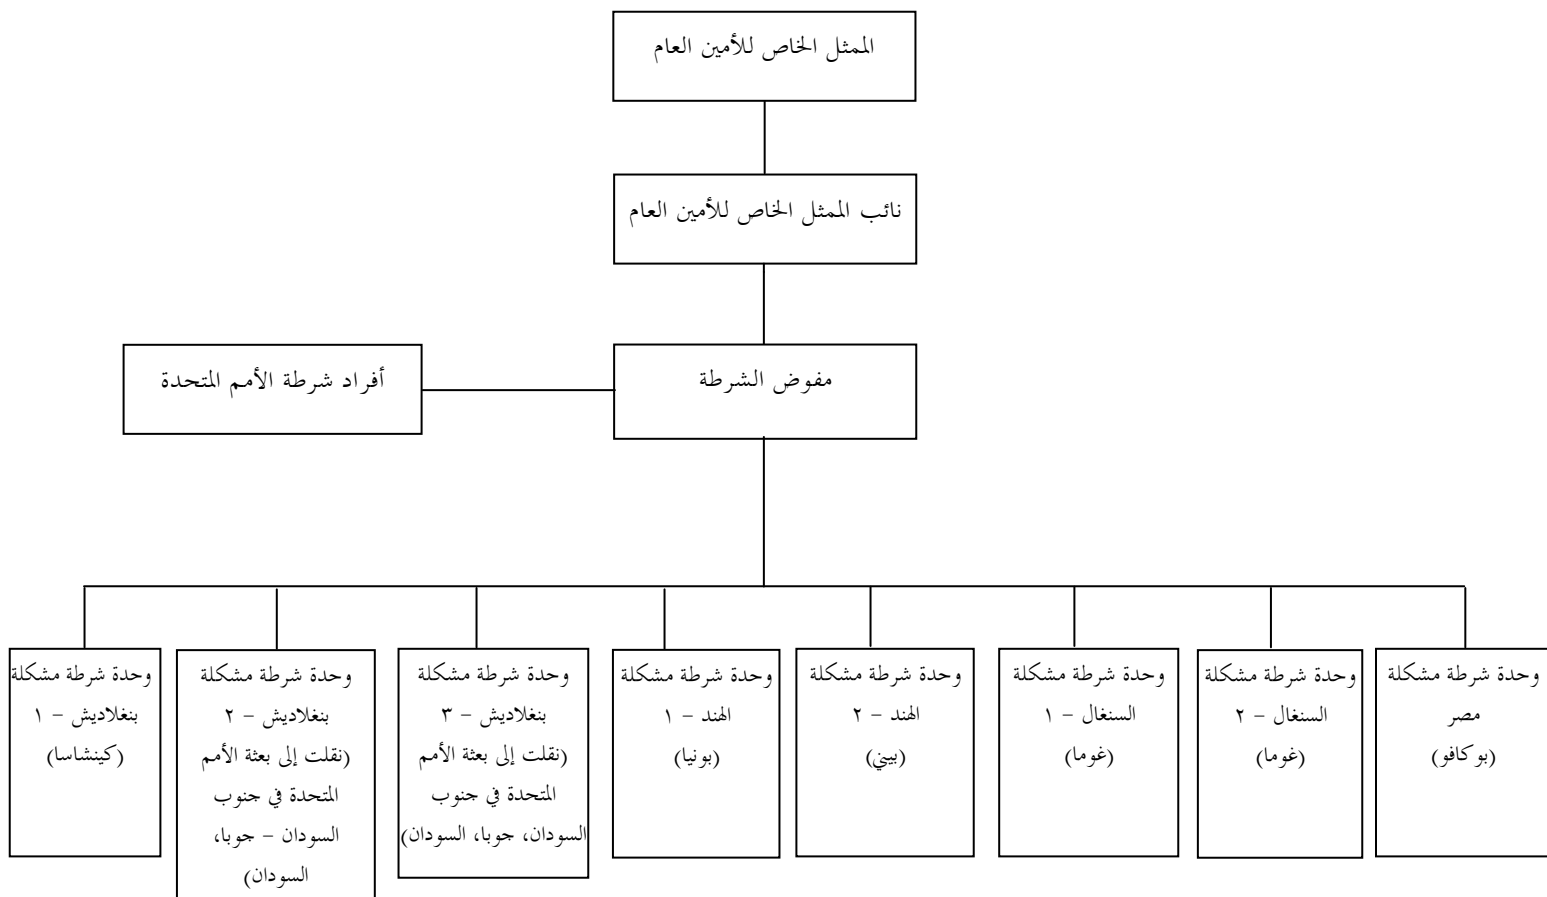 الممثل الخاص للأمين العام
نائب الممثل الخاص للأمين العام
مفوض الشرطة
أفراد شرطة الأمم المتحدة
وحدة شرطة مشكلة
مصر
(بوكافو)
وحدة شرطة مشكلة
السنغال – ٢
(غوما)
وحدة شرطة مشكلة
السنغال – ١
(غوما)
وحدة شرطة مشكلة
الهند – ٢
(بيني)
وحدة شرطة مشكلة
الهند – ١
(بونيا)
وحدة شرطة مشكلة
بنغلاديش – ٣
(نقلت إلى بعثة الأمم
المتحدة في جنوب
السودان، جوبا، السودان)
وحدة شرطة مشكلة
بنغلاديش – ٢
(نقلت إلى بعثة الأمم
المتحدة في جنوب
السودان – جوبا،
السودان)
وحدة شرطة مشكلة
بنغلاديش – ١
(كينشاسا)